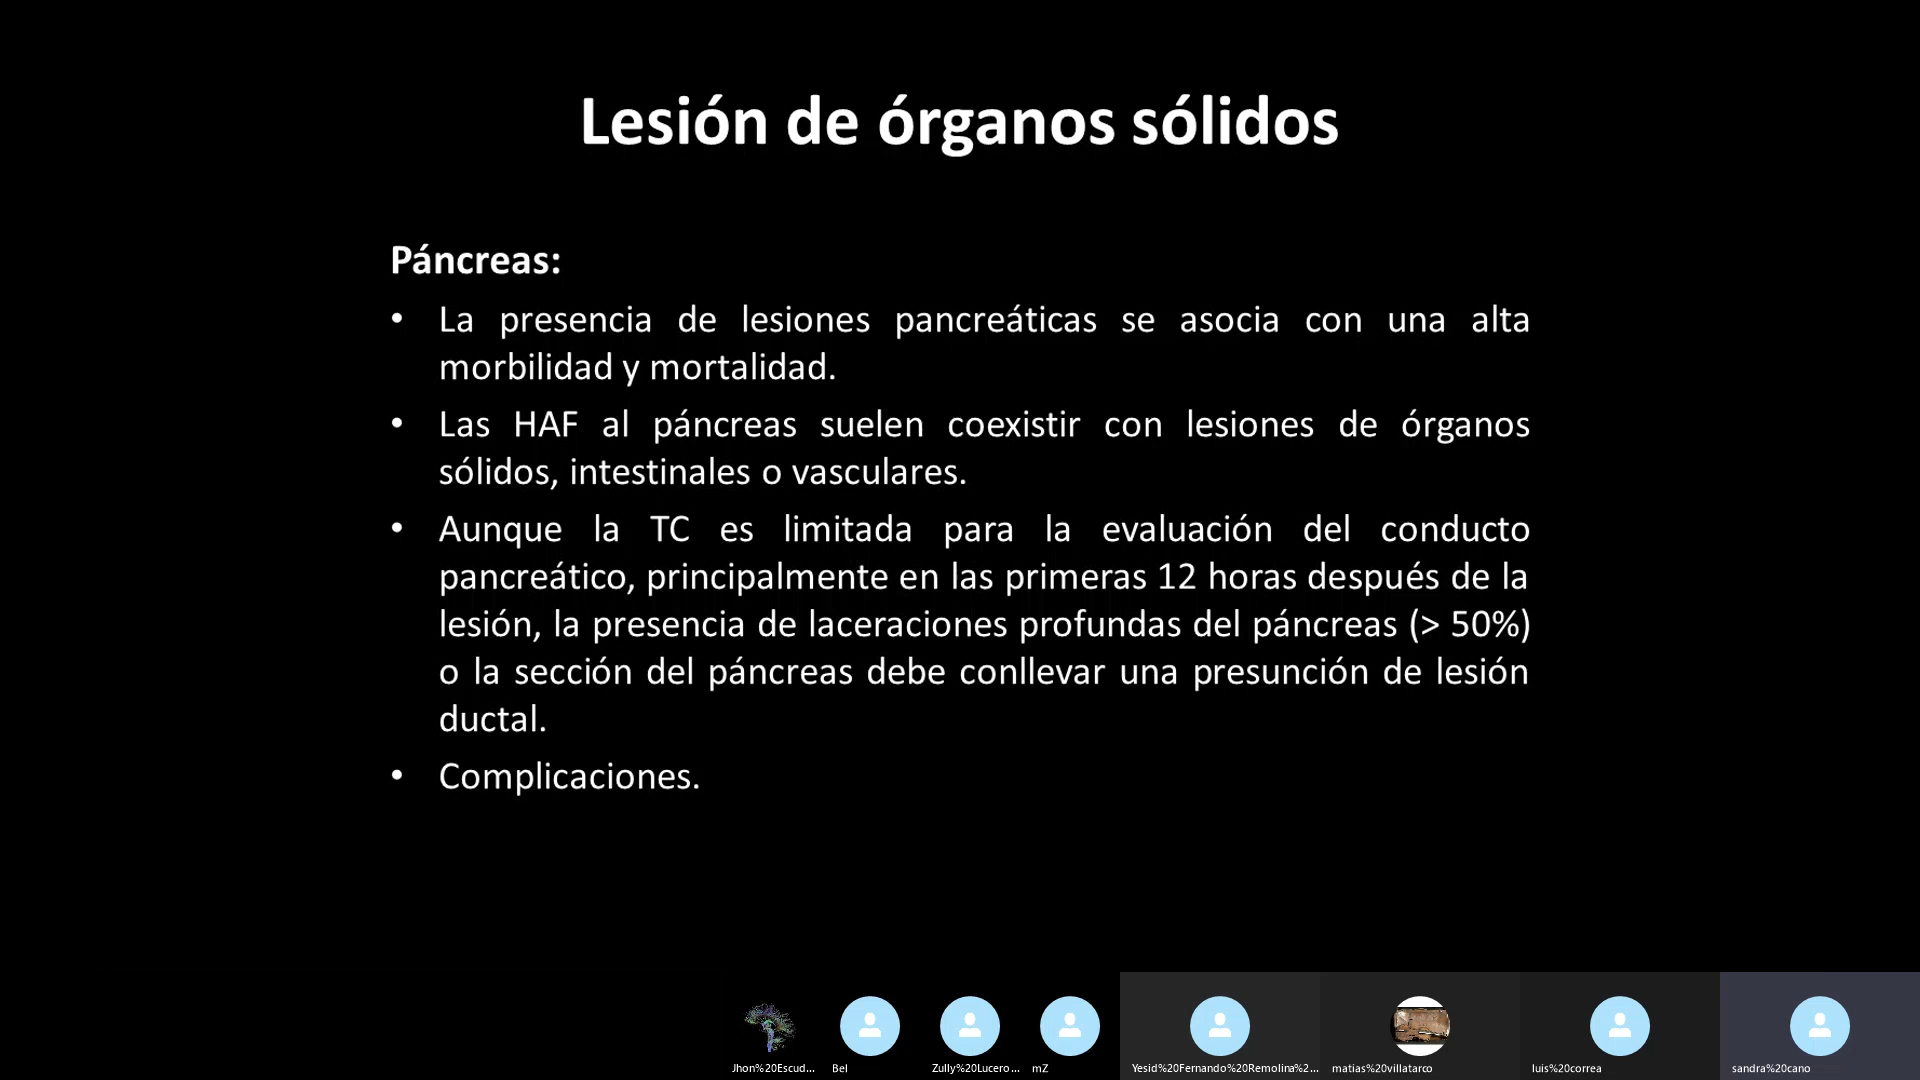 Lesión de órganos sólidos
Páncreas:
• La presencia de lesiones pancreáticas se asocia con una alta
morbilidad y mortalidad.
• Las HAF al páncreas suelen coexistir con lesiones de órganos
sólidos, intestinales o vasculares.
• Aunque la TC es limitada para la evaluación del conducto
pancreático, principalmente en las primeras 12 horas después de la
lesión, la presencia de laceraciones profundas del páncreas (> 50%)
o la sección del páncreas debe conllevar una presunción de lesión
ductal.
• Complicaciones.
Jhon%20Escud... Bel Zully%20Lucero... mZ Yesid%20Fernando%20Remolina%2... matias%20villatarco luis%20correa sandra%20cano